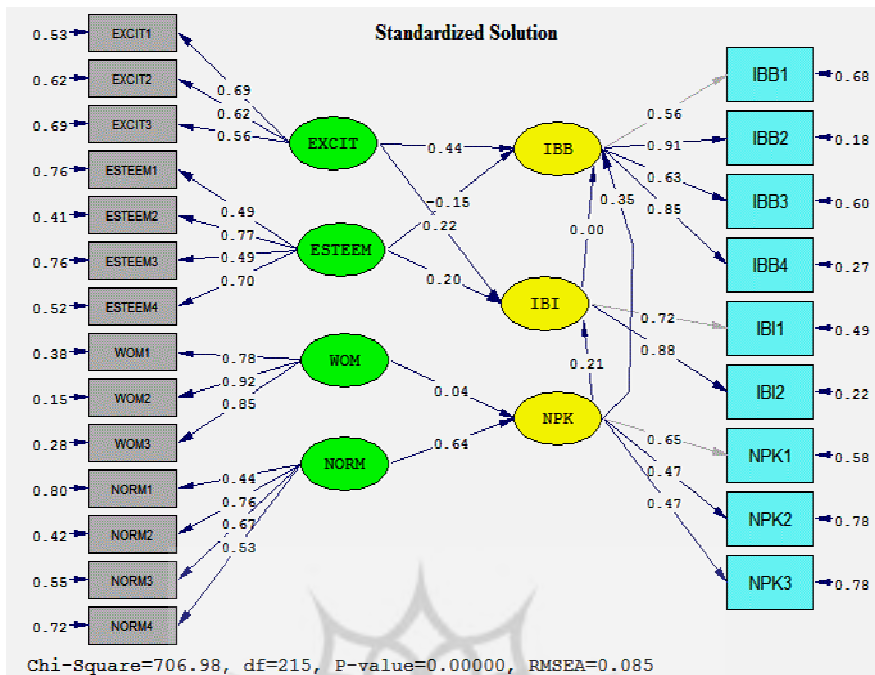 Standardized Solution
0.53 EXCIT1
0.62 EXCIT2
0.69 EXCIT3
0.76 ESTEEM1
0.41 ESTEEM2
0.76 ESTEEM3
0.52 ESTEEM4
0.38 WOM1
0.15 WOM2
0.28 WOM3
0.80 NORM1
0.42 NORM2
0.55 NORM3
0.72 NORM4
0.69
0.62
0.56
0.49
0.77
0.49
0.70
0.78
0.92
0.85
0.44
0.76
0.67
0.53
EXCIT
ESTEEM
WOM
NORM
0.44
-0.15
0.22
0.20
0.04
0.64
IBB
IBI
NPK
0.35
0.00
0.21
0.56
0.91
0.63
0.85
0.72
0.88
0.65
0.47
0.47
IBB1 0.68
IBB2 0.18
IBB3 0.60
IBB4 0.27
IBI1 0.49
IBI2 0.22
NPK1 0.58
NPK2 0.78
NPK3 0.78
Chi-Square=706.98, df=215, P-value=0.00000, RMSEA=0.085